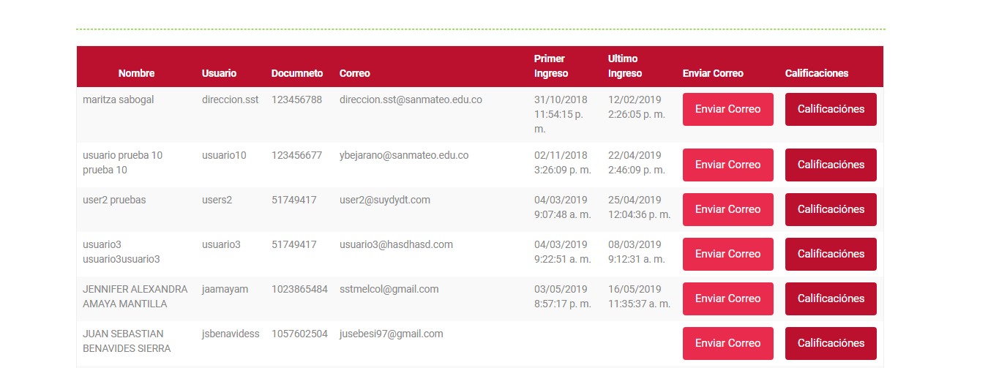 Nombre Usuario Documneto Correo Primer Ingreso Ultimo Ingreso Enviar Correo Calificaciones
maritza sabogal direccion.sst 123456788 direccion.sst@sanmateo.edu.co 31/10/2018 11:54:15 p. m. 12/02/2019 2:26:05 p. m. Enviar Correo Calificaciónes
usuario prueba 10 prueba 10 usuario10 123456677 ybejarano@sanmateo.edu.co 02/11/2018 3:26:09 p. m. 22/04/2019 2:46:09 p. m. Enviar Correo Calificaciónes
user2 pruebas users2 51749417 user2@suydydt.com 04/03/2019 9:07:48 a. m. 25/04/2019 12:04:36 p. m. Enviar Correo Calificaciónes
usuario3 usuario3usuario3 usuario3 51749417 usuario3@hasdhasd.com 04/03/2019 9:22:51 a. m. 08/03/2019 9:12:31 a. m. Enviar Correo Calificaciónes
JENNIFER ALEXANDRA AMAYA MANTILLA jaamayam 1023865484 sstmelcol@gmail.com 03/05/2019 8:57:17 p. m. 16/05/2019 11:35:37 a. m. Enviar Correo Calificaciónes
JUAN SEBASTIAN BENAVIDES SIERRA jsbenavidess 1057602504 jusebesi97@gmail.com Enviar Correo Calificaciónes